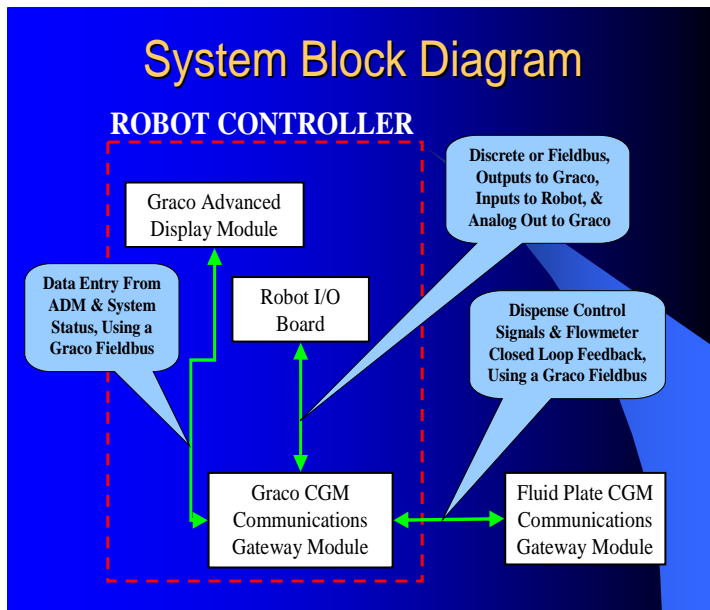 System Block Diagram
ROBOT CONTROLLER
Discrete or Fieldbus,
Outputs to Graco,
Inputs to Robot, &
Analog Out to Graco
Graco Advanced
Display Module
Data Entry From
ADM & System
Status, Using a
Graco Fieldbus
Robot I/O
Board
Dispense Control
Signals & Flowmeter
Closed Loop Feedback,
Using a Graco Fieldbus
Graco CGM
Communications
Gateway Module
Fluid Plate CGM
Communications
Gateway Module